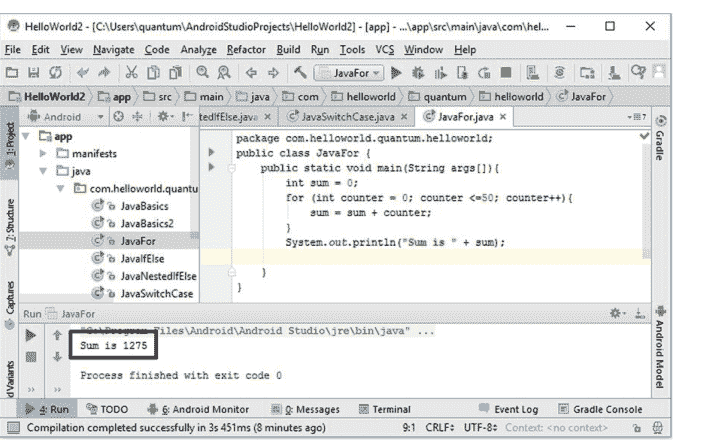 HelloWorld2 - [C:\Users\quantum\AndroidStudioProjects\HelloWorld2] - [app] - ...\app\src\main\java\com\hel...
File Edit View Navigate Code Analyze Refactor Build Run Tools VCS Window Help
JavaFor
HelloWorld2 app src main java com helloworld quantum helloworld JavaFor
Android tedIfElse.java × JavaSwitchCase.java × JavaFor.java ×
1: Project
7: Structure
Captures
d Variants
app
manifests
java
com.helloworld.quantu
JavaBasics
JavaBasics2
JavaFor
JavaIfElse
JavaNestedIfElse
JavaSwitchCase
package com.helloworld.quantum.helloworld;
public class JavaFor {
public static void main(String args[]){
int sum = 0;
for (int counter = 0; counter <=50; counter++){
sum = sum + counter;
}
System.out.println("Sum is " + sum);
}
}
Gradle
Android Model
Run JavaFor
"C:\Program Files\Android\Android Studio\jre\bin\java" ...
Sum is 1275
Process finished with exit code 0
4: Run TODO 6: Android Monitor 0: Messages Terminal Event Log Gradle Console
Compilation completed successfully in 3s 451ms (8 minutes ago) 9:1 CRLF÷ UTF-8÷ Context: <no context>